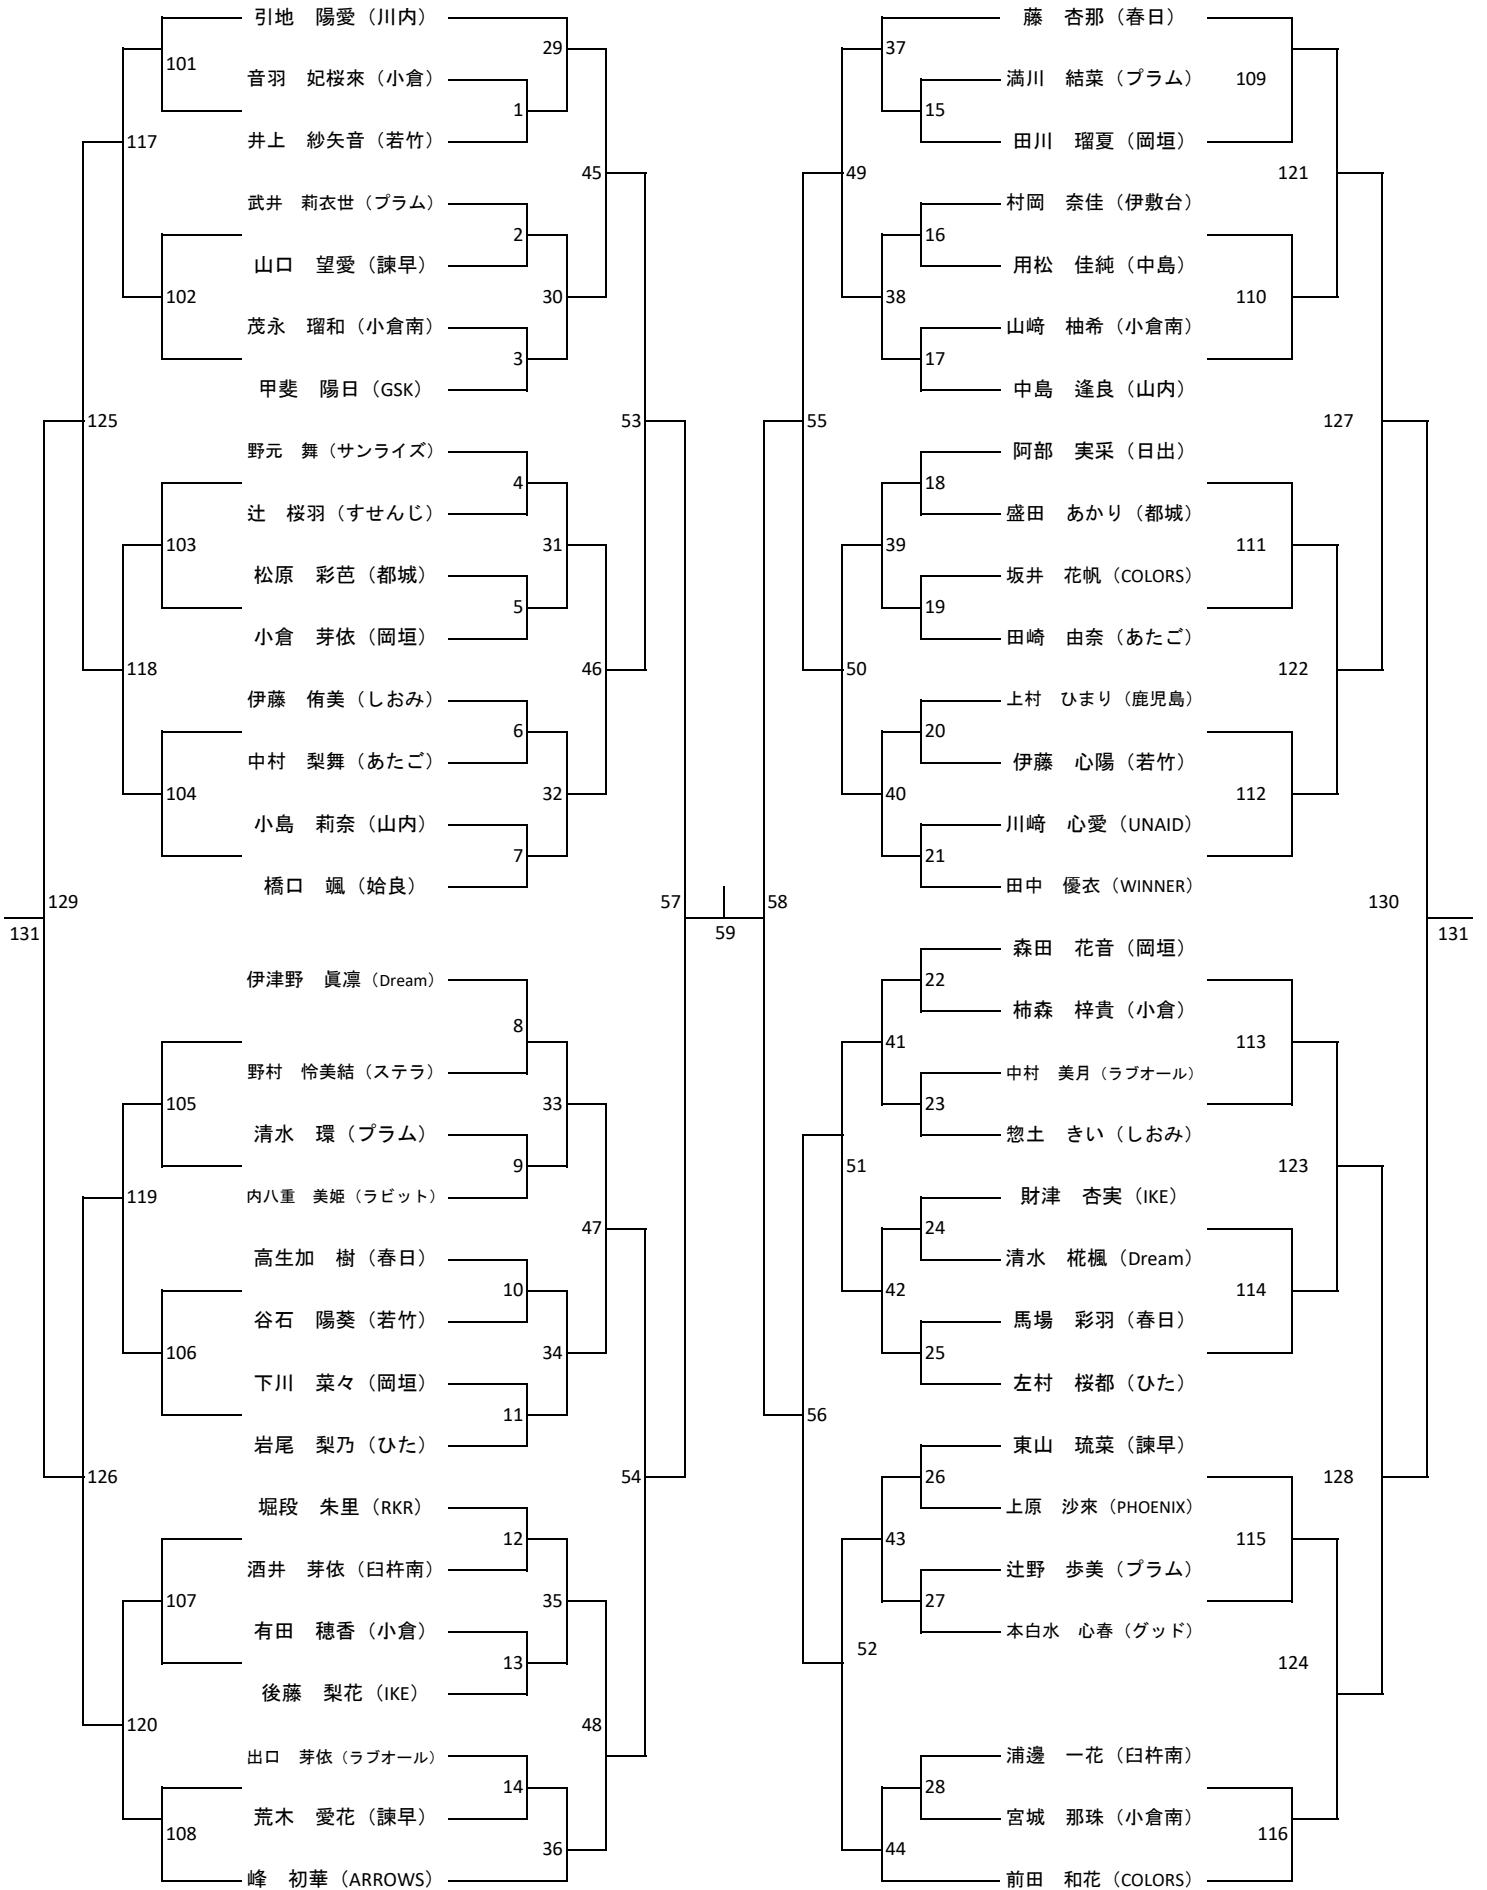 引地　陽愛（川内）
29
101
音羽　妃桜來（小倉）
1
井上　紗矢音（若竹）
117
45
武井　莉衣世（プラム）
2
山口　望愛（諫早）
102
30
茂永　瑠和（小倉南）
3
甲斐　陽日（GSK）
125
53
野元　舞（サンライズ）
4
辻　桜羽（すせんじ）
103
31
松原　彩芭（都城）
5
小倉　芽依（岡垣）
118
46
伊藤　侑美（しおみ）
6
中村　梨舞（あたご）
104
32
小島　莉奈（山内）
7
橋口　颯（姶良）
129
57
131
59
伊津野　眞凛（Dream）
8
野村　怜美結（ステラ）
105
33
清水　環（プラム）
9
内八重　美姫（ラビット）
119
47
高生加　樹（春日）
10
谷石　陽葵（若竹）
106
34
下川　菜々（岡垣）
11
岩尾　梨乃（ひた）
126
54
堀段　朱里（RKR）
12
酒井　芽依（臼杵南）
107
35
有田　穂香（小倉）
13
後藤　梨花（IKE）
120
48
出口　芽依（ラブオール）
14
荒木　愛花（諫早）
108
36
峰　初華（ARROWS）
藤　杏那（春日）
37
満川　結菜（プラム）
109
15
田川　瑠夏（岡垣）
49
121
村岡　奈佳（伊敷台）
16
用松　佳純（中島）
38
110
山﨑　柚希（小倉南）
17
中島　逢良（山内）
55
127
阿部　実采（日出）
18
盛田　あかり（都城）
39
111
坂井　花帆（COLORS）
19
田崎　由奈（あたご）
50
122
上村　ひまり（鹿児島）
20
伊藤　心陽（若竹）
40
112
川﨑　心愛（UNAID）
21
田中　優衣（WINNER）
58
130
131
森田　花音（岡垣）
22
柿森　梓貴（小倉）
41
113
中村　美月（ラブオール）
23
惣土　きい（しおみ）
51
123
財津　杏実（IKE）
24
清水　椛楓（Dream）
42
114
馬場　彩羽（春日）
25
左村　桜都（ひた）
56
東山　琉菜（諫早）
26
128
上原　沙來（PHOENIX）
43
115
辻野　歩美（プラム）
27
本白水　心春（グッド）
52
124
浦邊　一花（臼杵南）
28
宮城　那珠（小倉南）
116
44
前田　和花（COLORS）